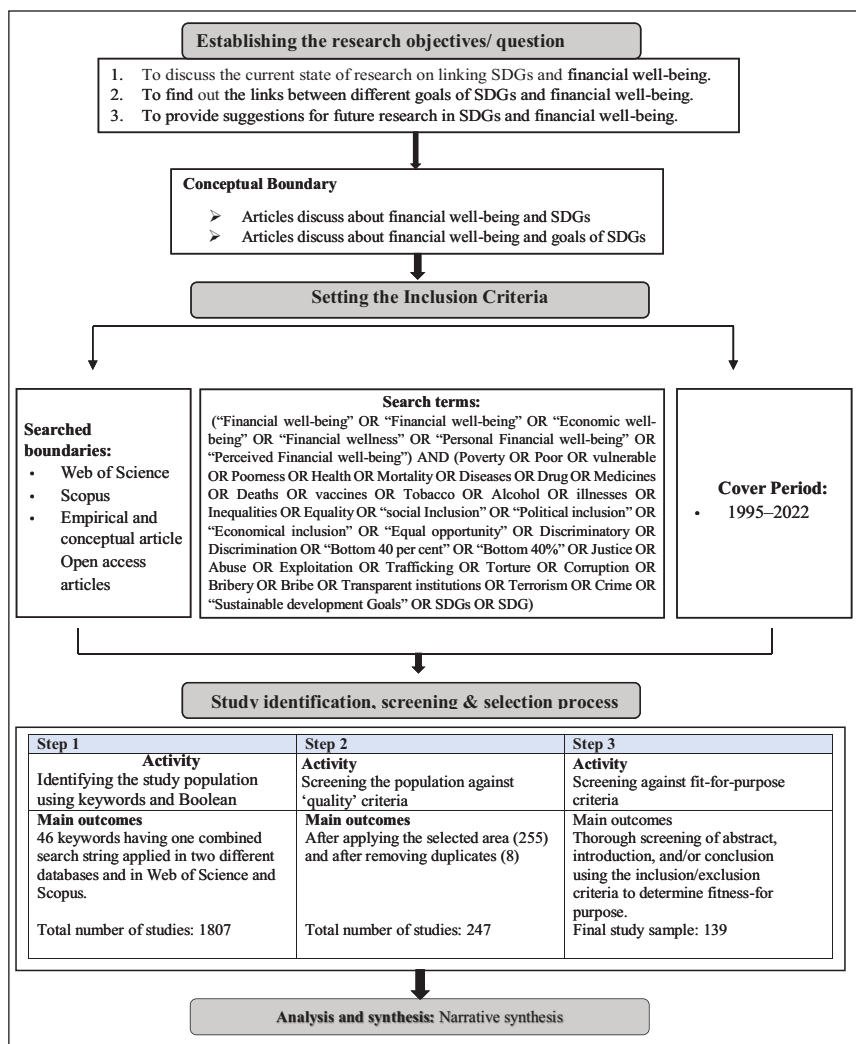 Establishing the research objectives/ question
1. To discuss the current state of research on linking SDGs and financial well-being.
2. To find out the links between different goals of SDGs and financial well-being.
3. To provide suggestions for future research in SDGs and financial well-being.
Conceptual Boundary
➢ Articles discuss about financial well-being and SDGs
➢ Articles discuss about financial well-being and goals of SDGs
Setting the Inclusion Criteria
Searched
boundaries:
• Web of Science
• Scopus
• Empirical and
conceptual article
Open access
articles
Search terms:
(“Financial well-being” OR “Financial well-being” OR “Economic well-
being” OR “Financial wellness” OR “Personal Financial well-being” OR
“Perceived Financial well-being”) AND (Poverty OR Poor OR vulnerable
OR Poorness OR Health OR Mortality OR Diseases OR Drug OR Medicines
OR Deaths OR vaccines OR Tobacco OR Alcohol OR illnesses OR
Inequalities OR Equality OR “social Inclusion” OR “Political inclusion” OR
“Economical inclusion” OR “Equal opportunity” OR Discriminatory OR
Discrimination OR “Bottom 40 per cent” OR “Bottom 40%” OR Justice OR
Abuse OR Exploitation OR Trafficking OR Torture OR Corruption OR
Bribery OR Bribe OR Transparent institutions OR Terrorism OR Crime OR
“Sustainable development Goals” OR SDGs OR SDG)
Cover Period:
• 1995–2022
Study identification, screening & selection process
Step 1
Activity
Identifying the study population
using keywords and Boolean
Main outcomes
46 keywords having one combined
search string applied in two different
databases and in Web of Science and
Scopus.
Total number of studies: 1807
Step 2
Activity
Screening the population against
‘quality’ criteria
Main outcomes
After applying the selected area (255)
and after removing duplicates (8)
Total number of studies: 247
Step 3
Activity
Screening against fit-for-purpose
criteria
Main outcomes
Thorough screening of abstract,
introduction, and/or conclusion
using the inclusion/exclusion
criteria to determine fitness-for
purpose.
Final study sample: 139
Analysis and synthesis: Narrative synthesis